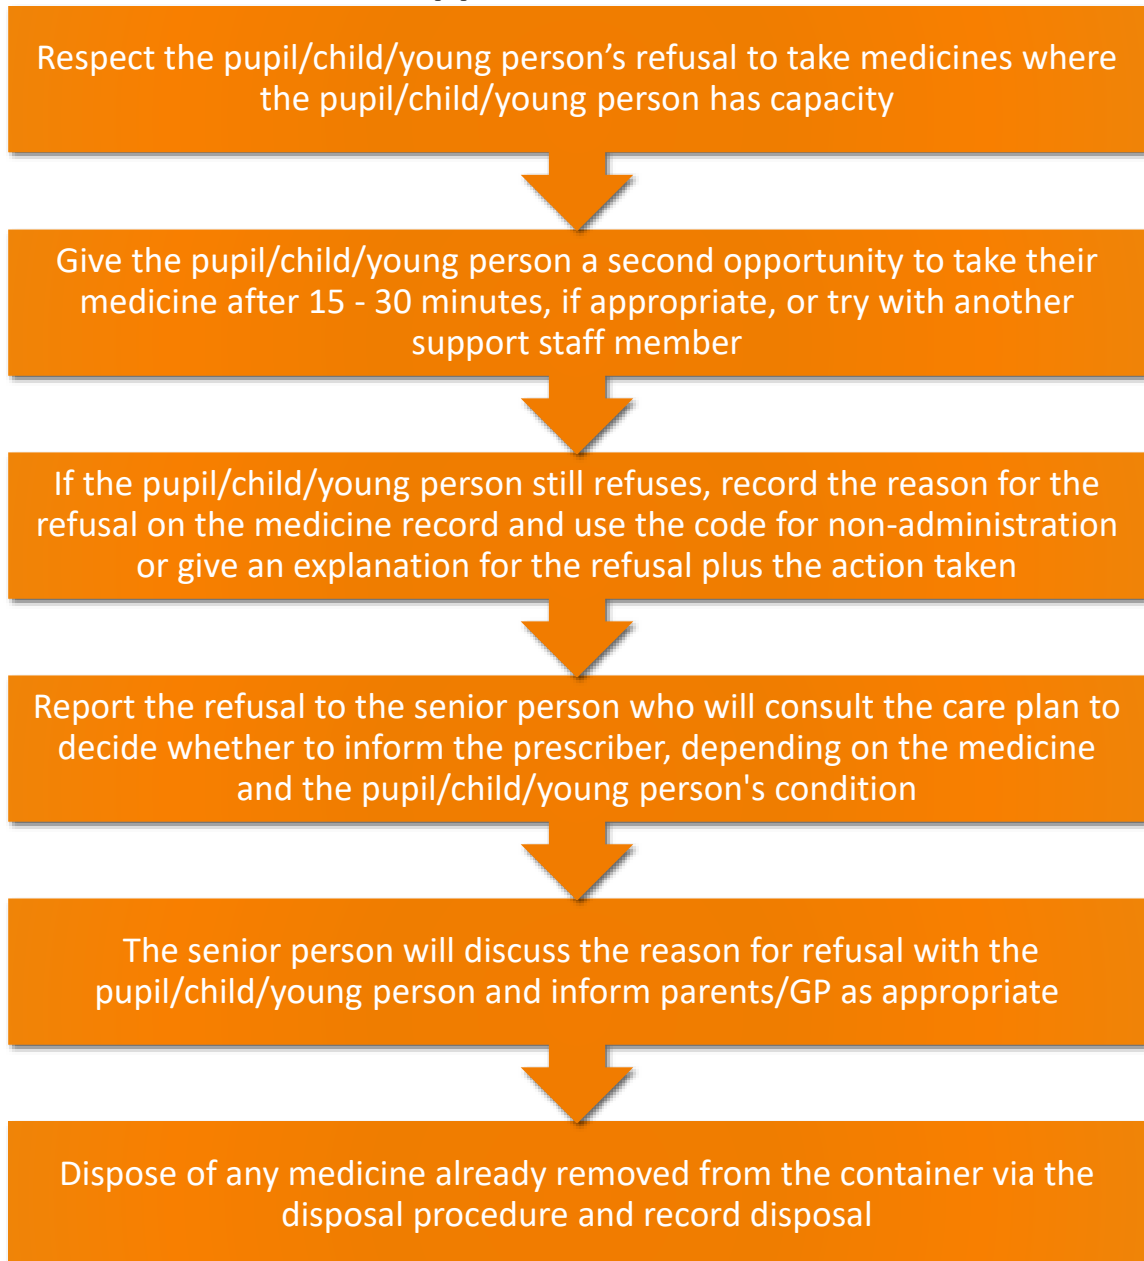 Respect the pupil/child/young person’s refusal to take medicines where
the pupil/child/young person has capacity
Give the pupil/child/young person a second opportunity to take their
medicine after 15 - 30 minutes, if appropriate, or try with another
support staff member
If the pupil/child/young person still refuses, record the reason for the
refusal on the medicine record and use the code for non-administration
or give an explanation for the refusal plus the action taken
Report the refusal to the senior person who will consult the care plan to
decide whether to inform the prescriber, depending on the medicine
and the pupil/child/young person's condition
The senior person will discuss the reason for refusal with the
pupil/child/young person and inform parents/GP as appropriate
Dispose of any medicine already removed from the container via the
disposal procedure and record disposal